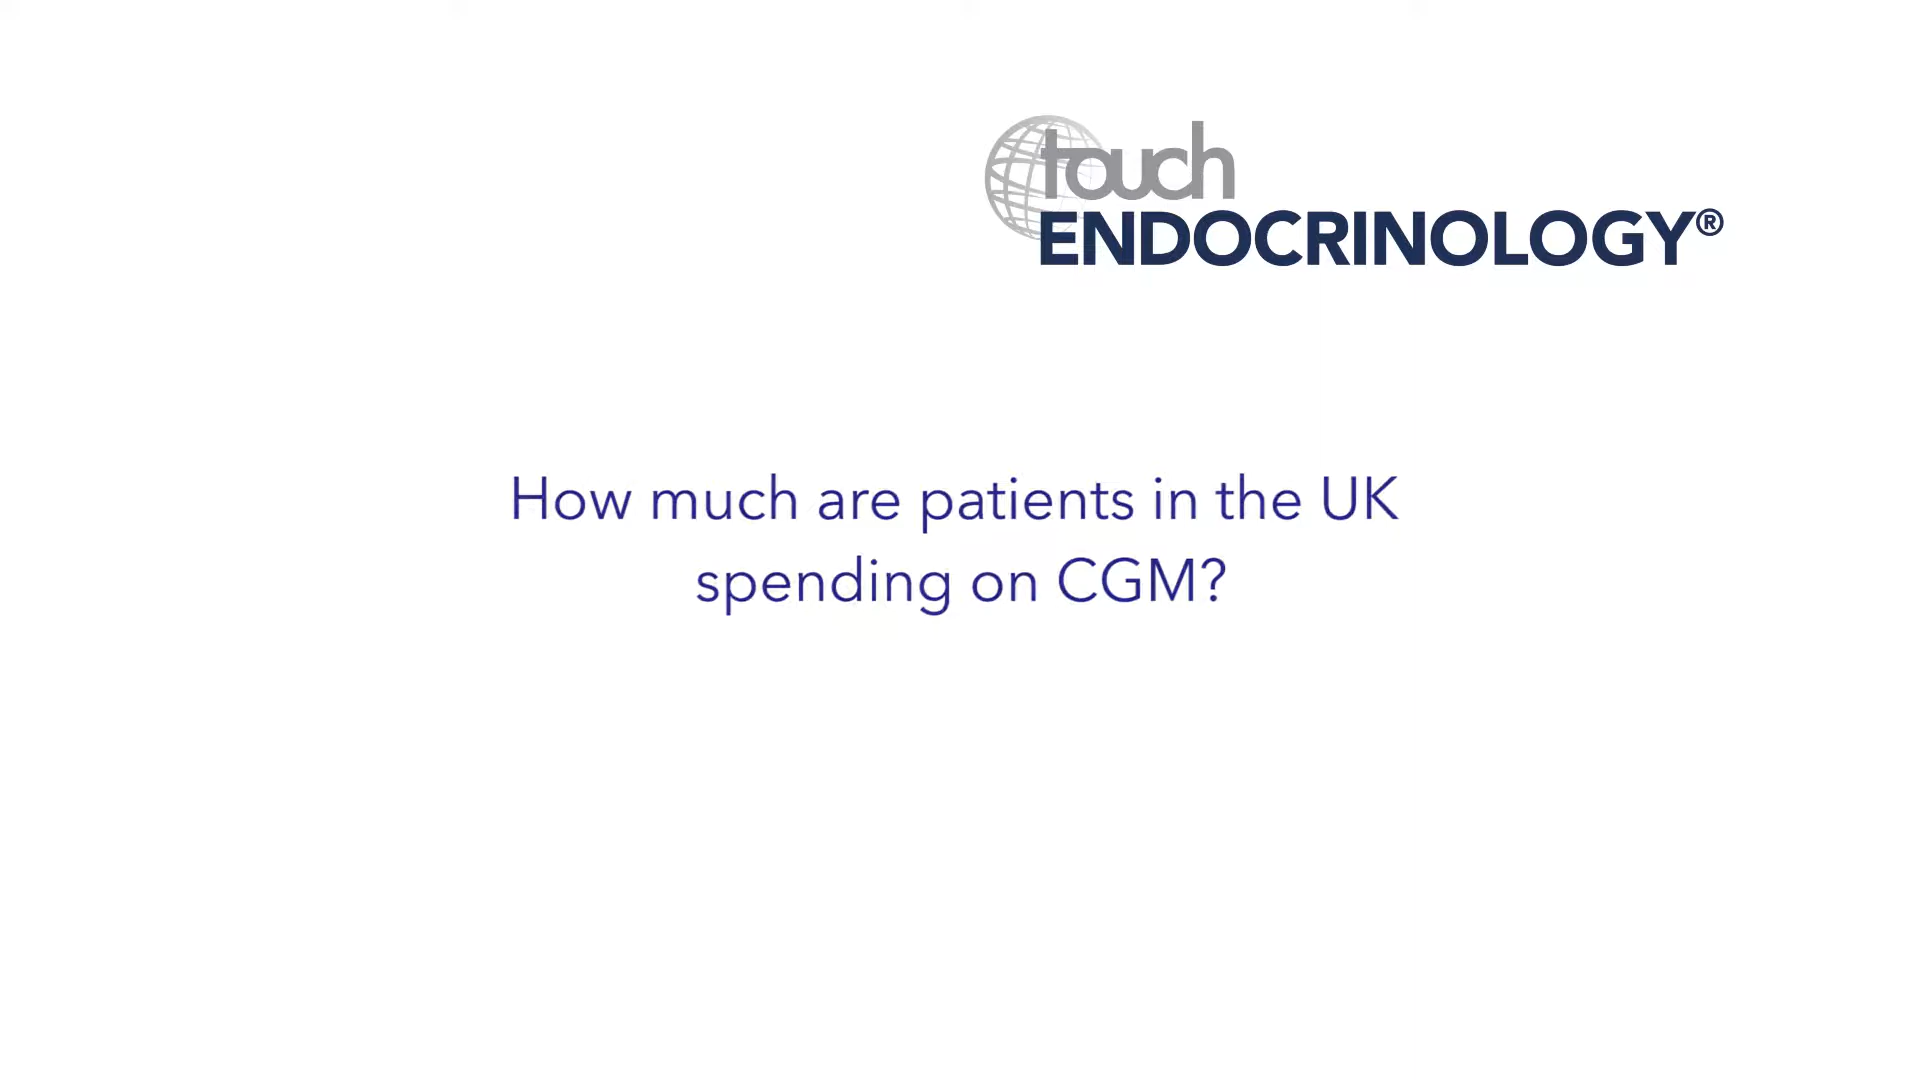 touch
ENDOCRINOLOGY®
How much are patients in the UK
spending on CGM?